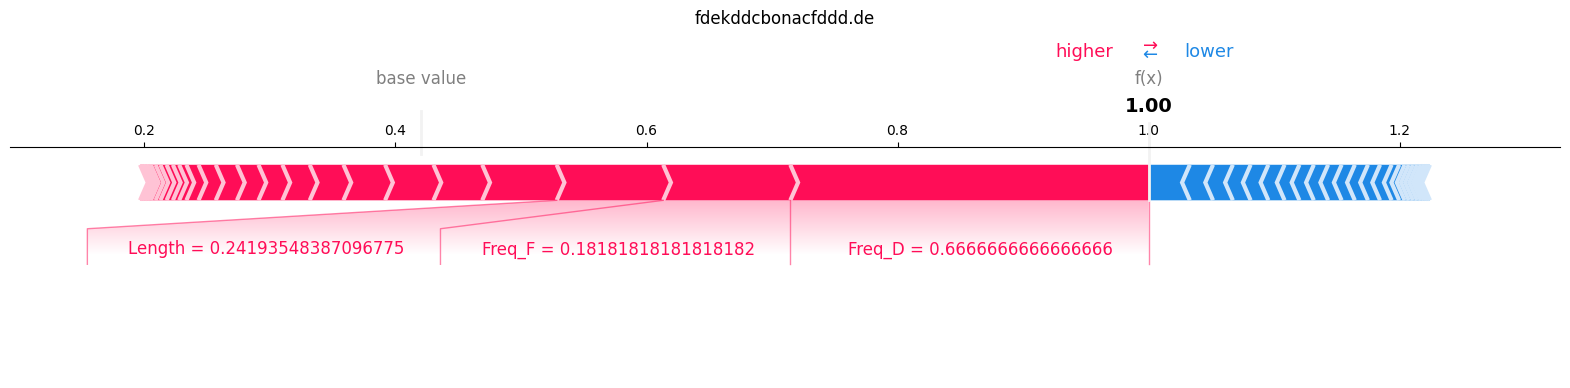 fdekddcbonacfddd.de
higher ⇄ lower
base value
f(x)
1.00
0.2 0.4 0.6 0.8 1.0 1.2
Length = 0.24193548387096775
Freq_F = 0.18181818181818182
Freq_D = 0.6666666666666666